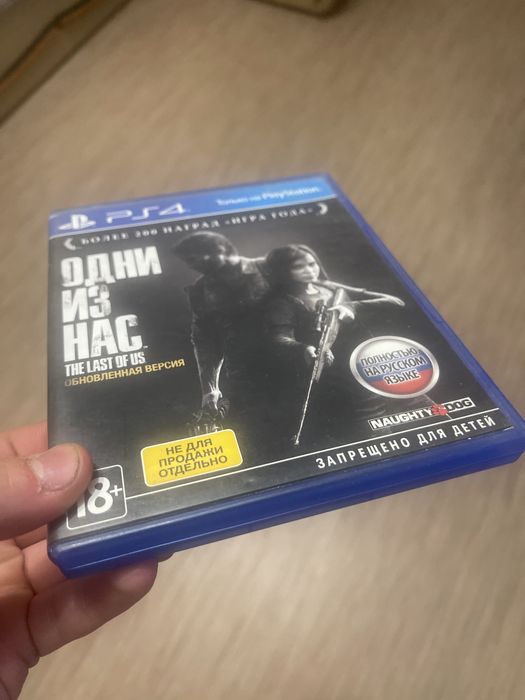 Только на PlayStation
PS4
БОЛЕЕ 200 НАГРАД «ИГРА ГОДА»
ОДНИ
ИЗ
НАС
THE LAST OF US
ОБНОВЛЕННАЯ ВЕРСИЯ
ПОЛНОСТЬЮ
НА РУССКОМ
ЯЗЫКЕ
NAUGHTY DOG
НЕ ДЛЯ
ПРОДАЖИ
ОТДЕЛЬНО
18+
ЗАПРЕЩЕНО ДЛЯ ДЕТЕЙ